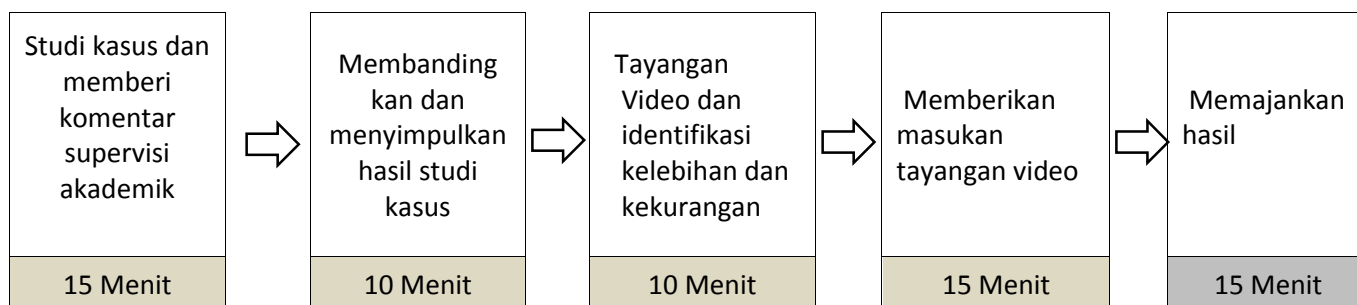 Studi kasus dan
memberi
komentar
supervisi
akademik
15 Menit
Membanding
kan dan
menyimpulkan
hasil studi
kasus
10 Menit
Tayangan
Video dan
identifikasi
kelebihan dan
kekurangan
10 Menit
Memberikan
masukan
tayangan video
15 Menit
Memajankan
hasil
15 Menit